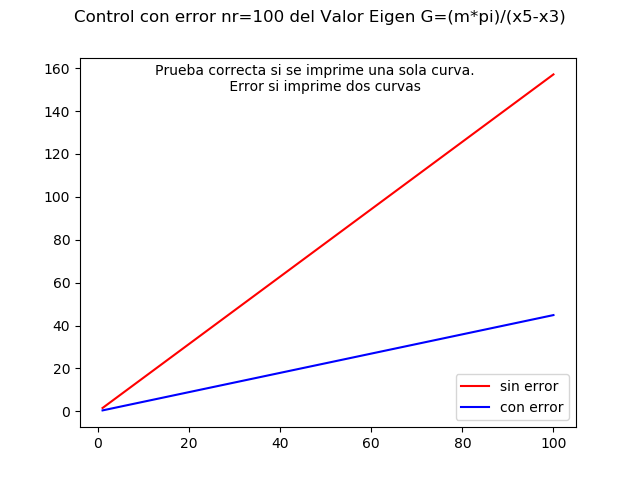 Control con error nr=100 del Valor Eigen G=(m*pi)/(x5-x3)
Prueba correcta si se imprime una sola curva.
Error si imprime dos curvas
160
140
120
100
80
60
40
20
0
sin error
con error
0 20 40 60 80 100